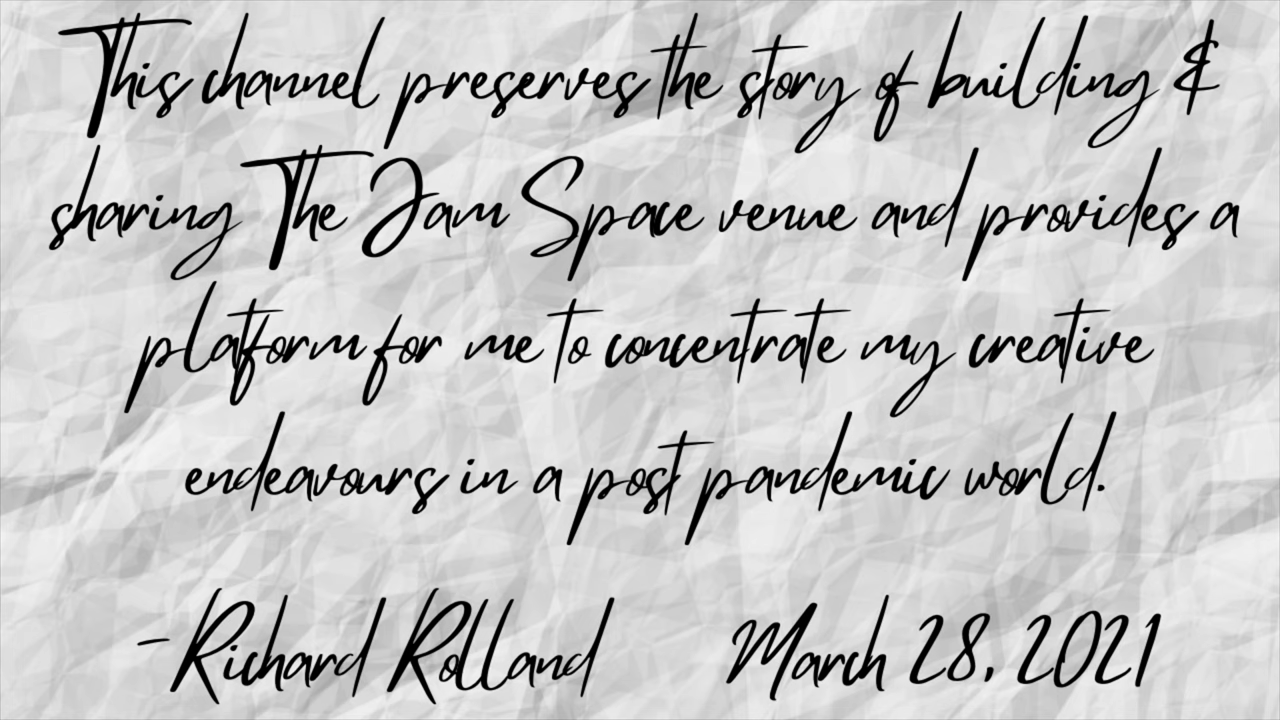 This channel preserves the story of building &
sharing The Jam Space venue and provides a
platform for me to concentrate my creative
endeavours in a post pandemic world.
-Richard Rolland March 28, 2021